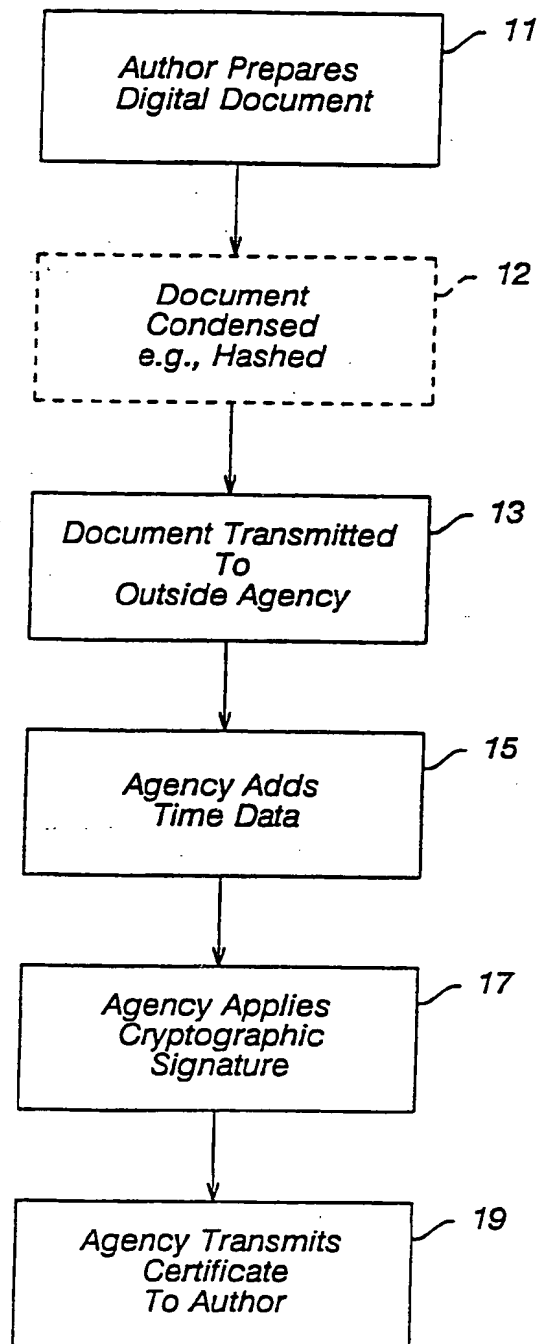 11
Author Prepares
Digital Document
12
Document
Condensed
e.g., Hashed
13
Document Transmitted
To
Outside Agency
15
Agency Adds
Time Data
17
Agency Applies
Cryptographic
Signature
19
Agency Transmits
Certificate
To Author